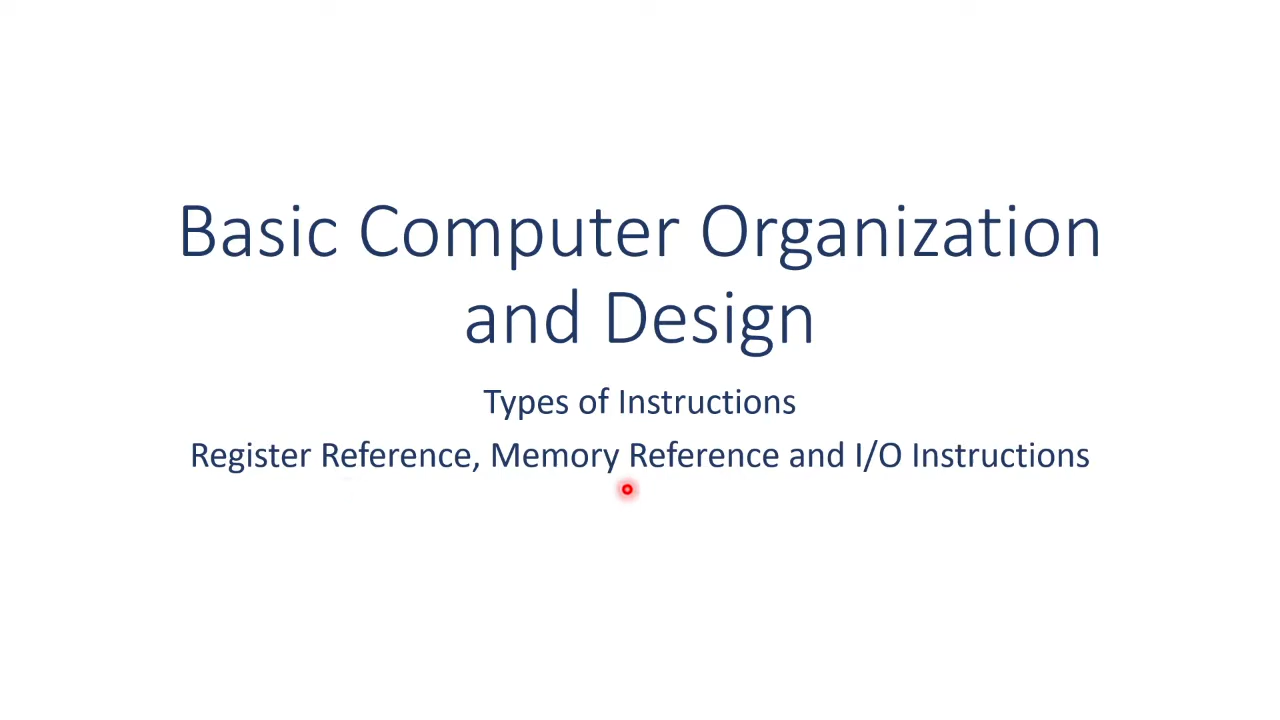 Basic Computer Organization
and Design
Types of Instructions
Register Reference, Memory Reference and I/O Instructions